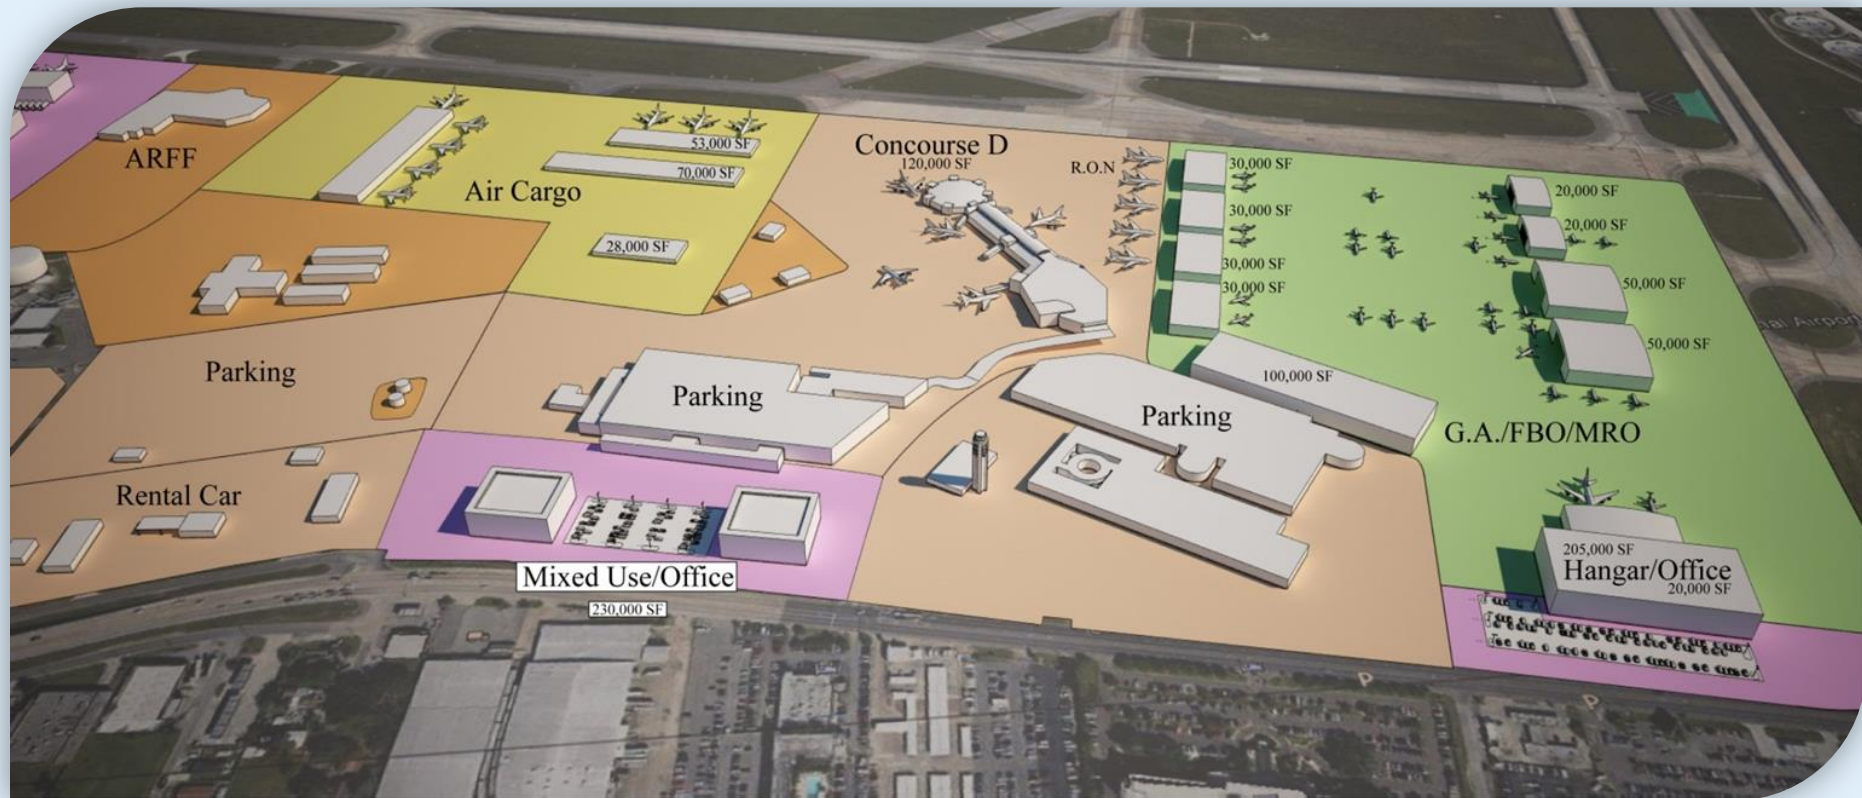 ARFF
Air Cargo
53,000 SF
70,000 SF
28,000 SF
Concourse D
120,000 SF
R.O.N
30,000 SF
30,000 SF
30,000 SF
30,000 SF
20,000 SF
20,000 SF
50,000 SF
50,000 SF
Airport
Parking
Parking
Parking
100,000 SF
G.A./FBO/MRO
Rental Car
Mixed Use/Office
230,000 SF
205,000 SF
Hangar/Office
20,000 SF
P
P